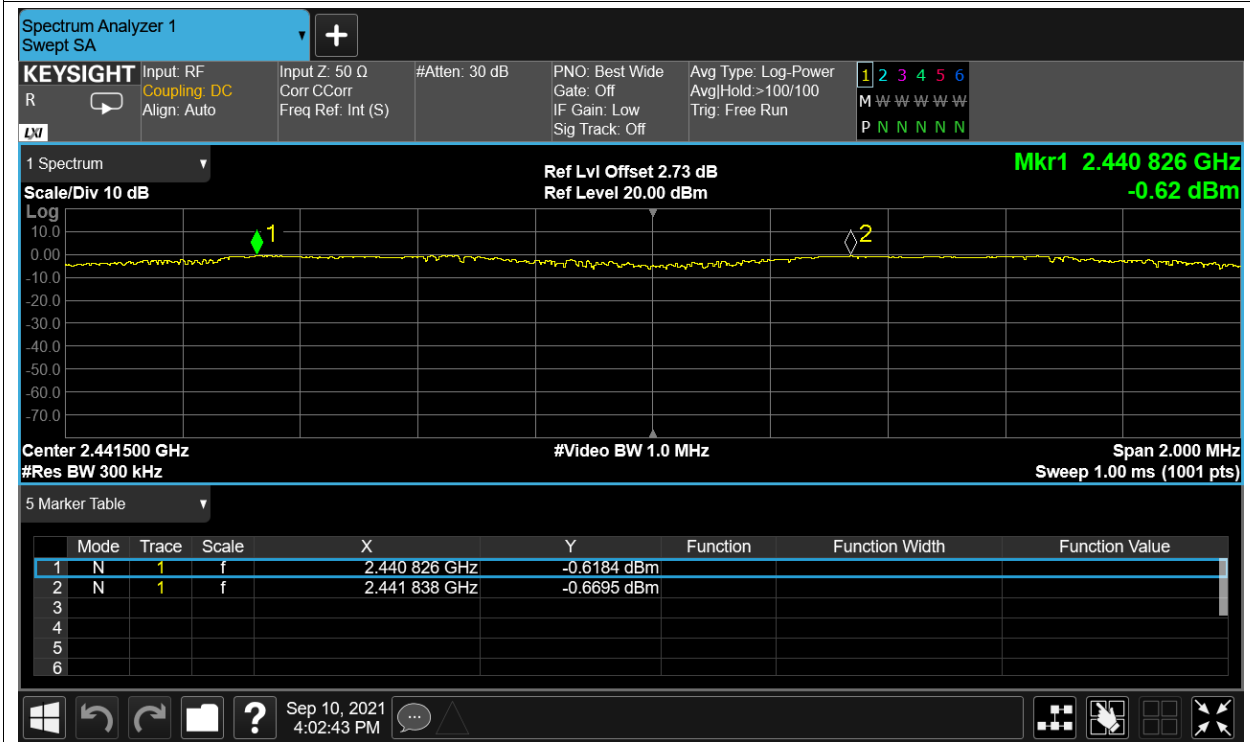 Spectrum Analyzer 1
Swept SA
+
KEYSIGHT
R
LXI
Input: RF
Coupling: DC
Align: Auto
Input Z: 50 Ω
Corr CCorr
Freq Ref: Int (S)
#Atten: 30 dB
PNO: Best Wide
Gate: Off
IF Gain: Low
Sig Track: Off
Avg Type: Log-Power
Avg|Hold:>100/100
Trig: Free Run
1 2 3 4 5 6
M W W W W W
P N N N N N
1 Spectrum
Scale/Div 10 dB
Ref Lvl Offset 2.73 dB
Ref Level 20.00 dBm
Mkr1 2.440 826 GHz
-0.62 dBm
Log
10.0
0.00
-10.0
-20.0
-30.0
-40.0
-50.0
-60.0
-70.0
1
2
Center 2.441500 GHz
#Res BW 300 kHz
#Video BW 1.0 MHz
Span 2.000 MHz
Sweep 1.00 ms (1001 pts)
5 Marker Table
Mode Trace Scale X Y Function Function Width Function Value
1 N 1 f 2.440 826 GHz -0.6184 dBm
2 N 1 f 2.441 838 GHz -0.6695 dBm
3
4
5
6
?
Sep 10, 2021
4:02:43 PM